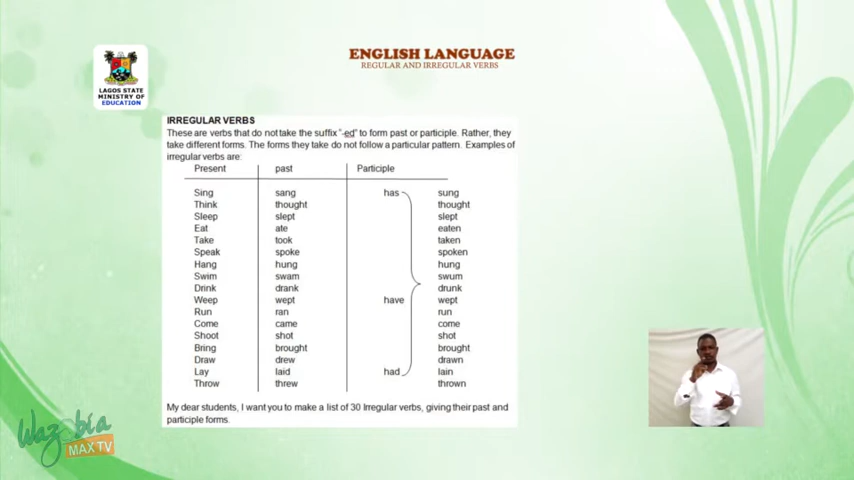 LAGOS STATE
MINISTRY OF
EDUCATION
ENGLISH LANGUAGE
REGULAR AND IRREGULAR VERBS
IRREGULAR VERBS
These are verbs that do not take the suffix "-ed" to form past or participle. Rather, they
take different forms. The forms they take do not follow a particular pattern. Examples of
irregular verbs are:
Present past Participle
Sing sang has sung
Think thought thought
Sleep slept slept
Eat ate eaten
Take took taken
Speak spoke spoken
Hang hung hung
Swim swam swum
Drink drank drunk
Weep wept have wept
Run ran run
Come came come
Shoot shot shot
Bring brought brought
Draw drew drawn
Lay laid had lain
Throw threw thrown
My dear students, I want you to make a list of 30 Irregular verbs, giving their past and
participle forms.
Wazobia
MAX TV